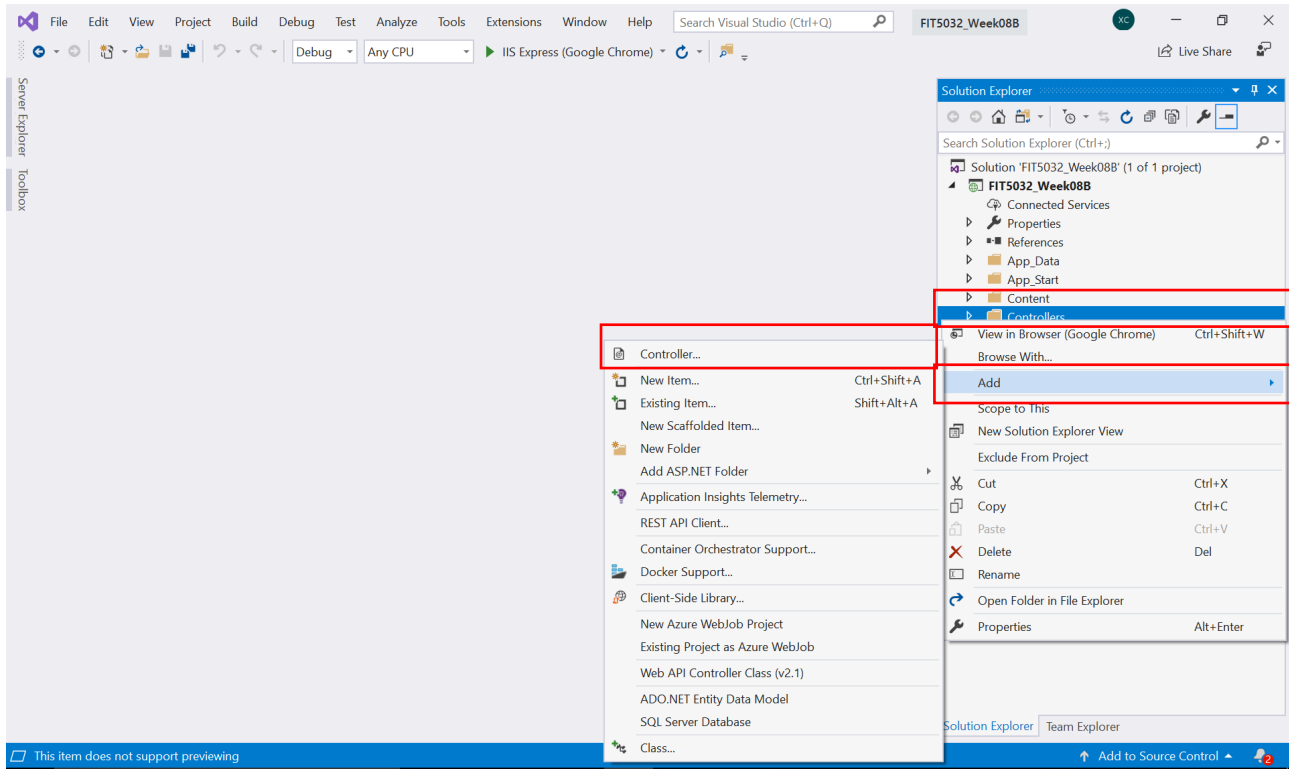 File Edit View Project Build Debug Test Analyze Tools Extensions Window Help Search Visual Studio (Ctrl+Q) FIT5032_Week08B XC
Debug Any CPU IIS Express (Google Chrome) Live Share
Server Explorer
Toolbox
Solution Explorer
Search Solution Explorer (Ctrl+;)
Solution 'FIT5032_Week08B' (1 of 1 project)
FIT5032_Week08B
Connected Services
Properties
References
App_Data
App_Start
Content
Controllers
View in Browser (Google Chrome) Ctrl+Shift+W
Browse With...
Add
Scope to This
New Solution Explorer View
Exclude From Project
Cut Ctrl+X
Copy Ctrl+C
Paste Ctrl+V
Delete Del
Rename
Open Folder in File Explorer
Properties Alt+Enter
Controller...
New Item... Ctrl+Shift+A
Existing Item... Shift+Alt+A
New Scaffolded Item...
New Folder
Add ASP.NET Folder
Application Insights Telemetry...
REST API Client...
Container Orchestrator Support...
Docker Support...
Client-Side Library...
New Azure WebJob Project
Existing Project as Azure WebJob
Web API Controller Class (v2.1)
ADO.NET Entity Data Model
SQL Server Database
Class...
Solution Explorer Team Explorer
This item does not support previewing Add to Source Control 2